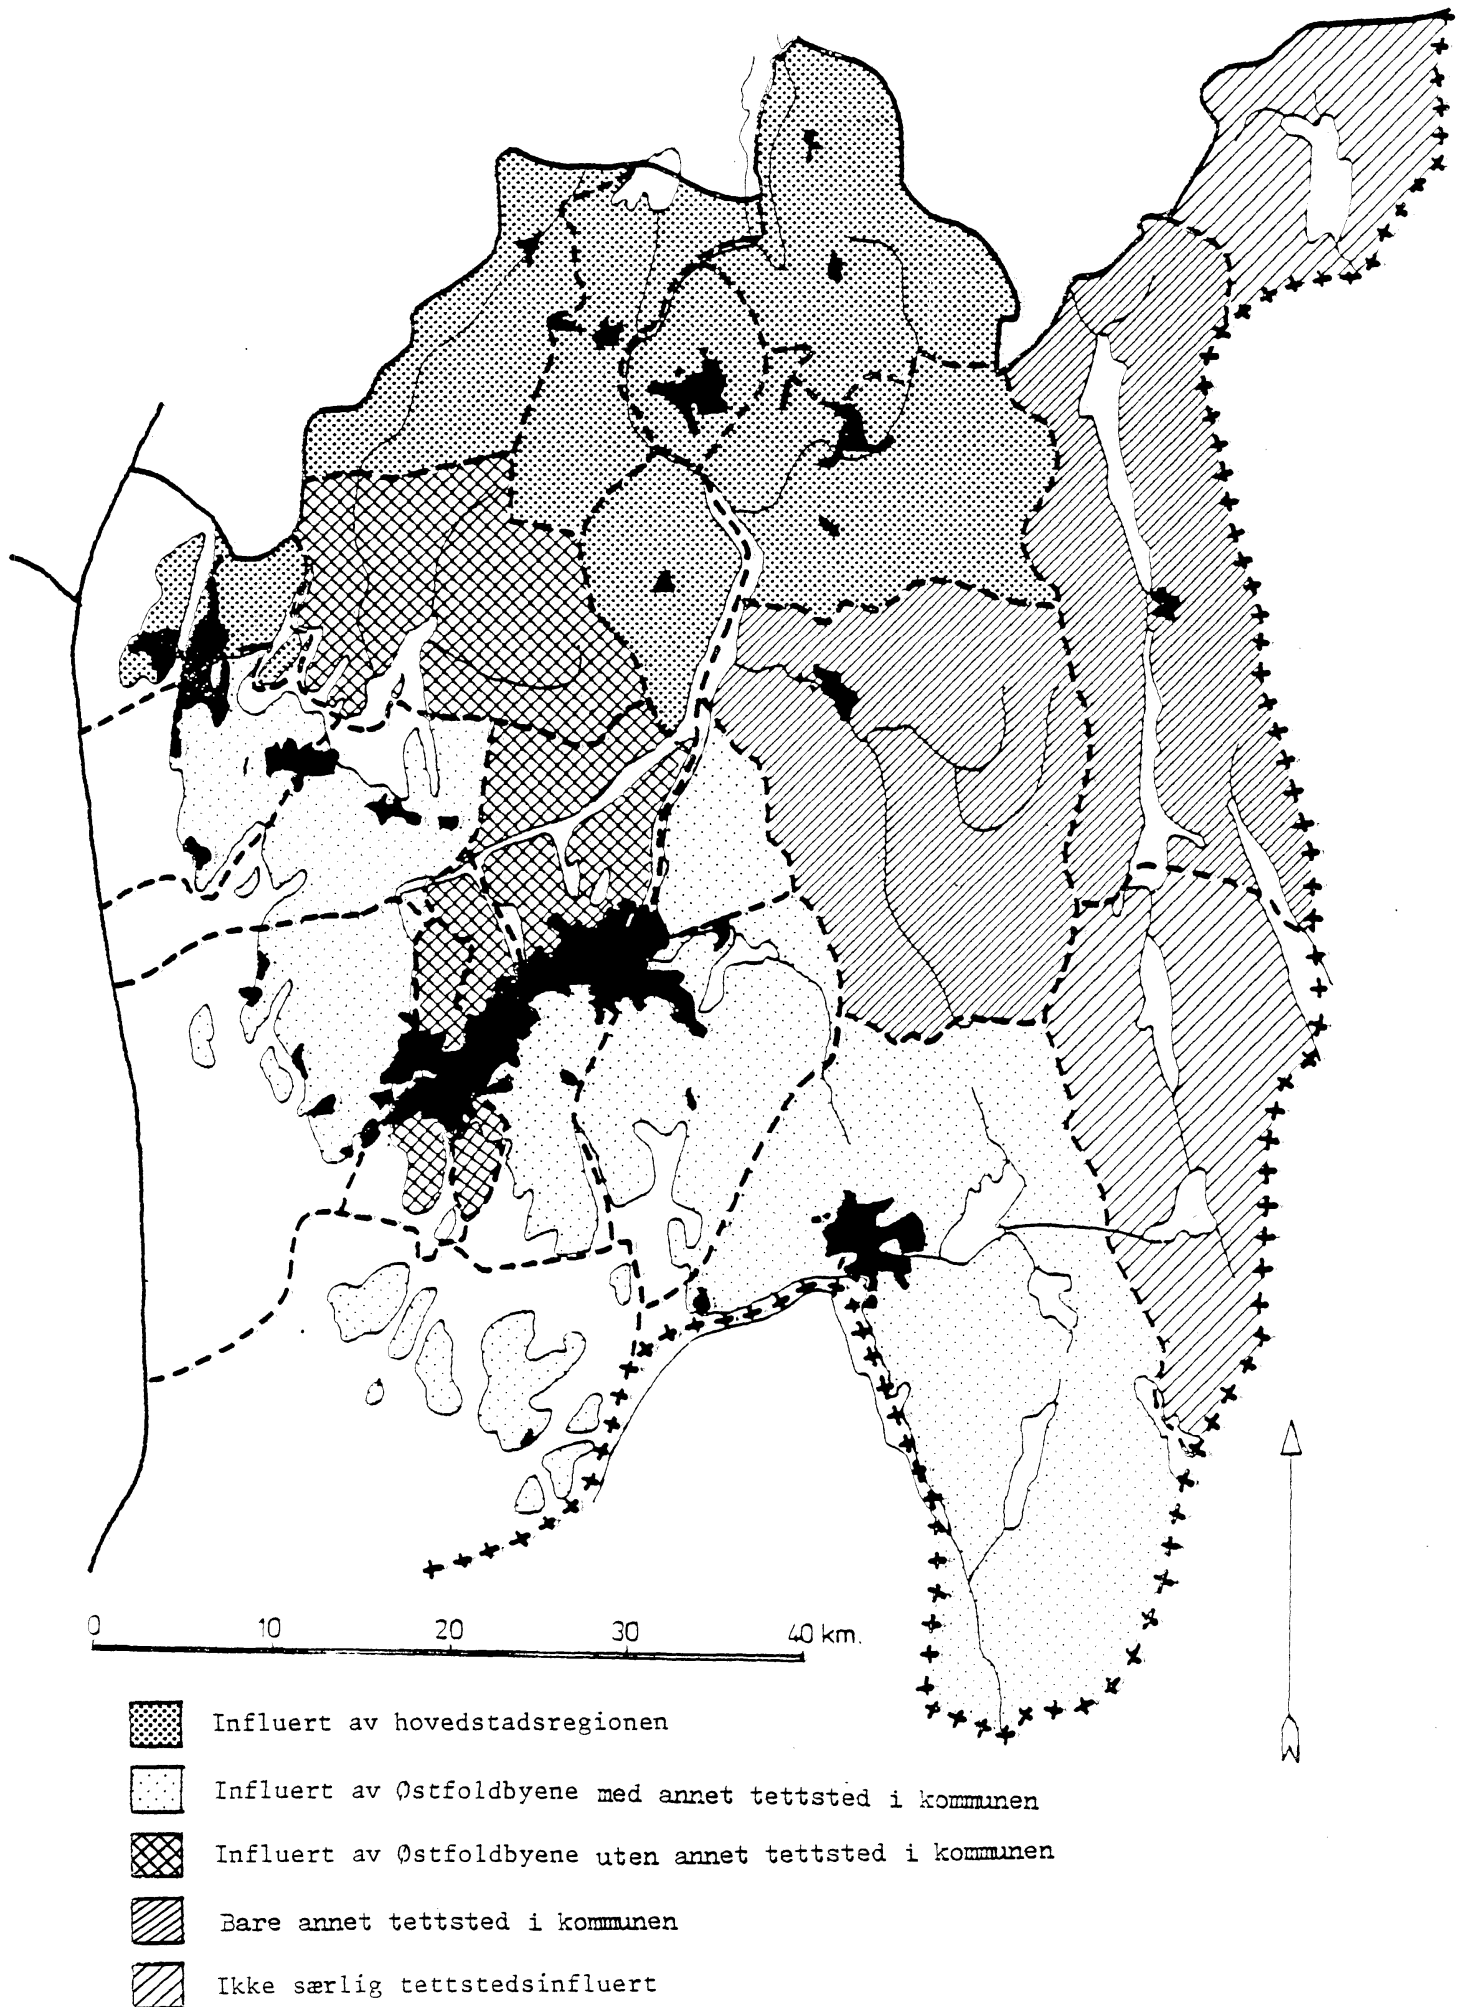 0 10 20 30 40 km.
Influert av hovedstadsregionen
Influert av Østfoldbyene med annet tettsted i kommunen
Influert av Østfoldbyene uten annet tettsted i kommunen
Bare annet tettsted i kommunen
Ikke særlig tettstedsinfluert